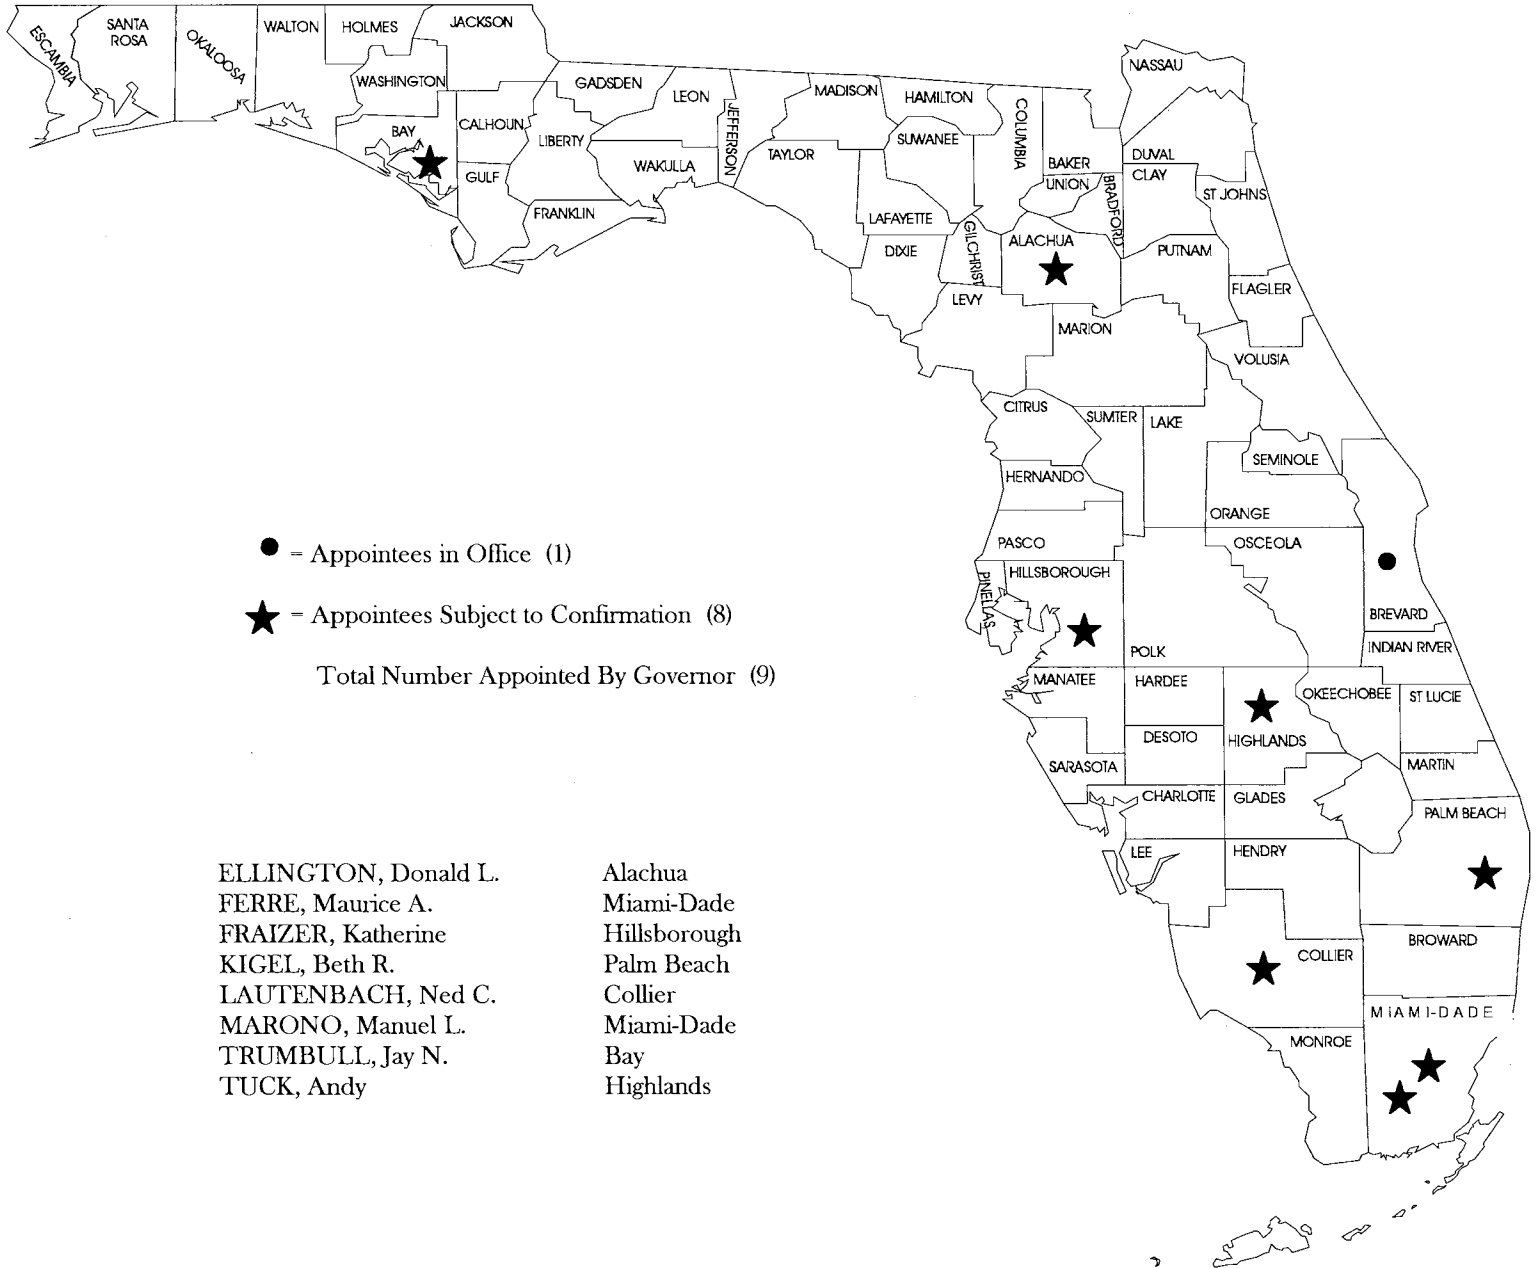 ESCAMBIA
SANTA
ROSA
OKALOOSA
WALTON
HOLMES
JACKSON
WASHINGTON
BAY
CALHOUN
GULF
LIBERTY
GADSDEN
FRANKLIN
LEON
WAKULLA
JEFFERSON
MADISON
TAYLOR
HAMILTON
SUWANEE
LAFAYETTE
DIXIE
COLUMBIA
GILCHRIST
LEVY
BAKER
UNION
BRADFORD
ALACHUA
NASSAU
DUVAL
CLAY
ST JOHNS
PUTNAM
FLAGLER
MARION
VOLUSIA
CITRUS
SUMTER
LAKE
SEMINOLE
HERNANDO
ORANGE
PASCO
OSCEOLA
PINELLAS
HILLSBOROUGH
BREVARD
INDIAN RIVER
POLK
MANATEE
HARDEE
OKEECHOBEE
ST LUCIE
DESOTO
HIGHLANDS
SARASOTA
MARTIN
CHARLOTTE
GLADES
PALM BEACH
LEE
HENDRY
BROWARD
COLLIER
MIAMI-DADE
MONROE
= Appointees in Office (1)
= Appointees Subject to Confirmation (8)
Total Number Appointed By Governor (9)
ELLINGTON, Donald L. Alachua
FERRE, Maurice A. Miami-Dade
FRAIZER, Katherine Hillsborough
KIGEL, Beth R. Palm Beach
LAUTENBACH, Ned C. Collier
MARONO, Manuel L. Miami-Dade
TRUMBULL, Jay N. Bay
TUCK, Andy Highlands